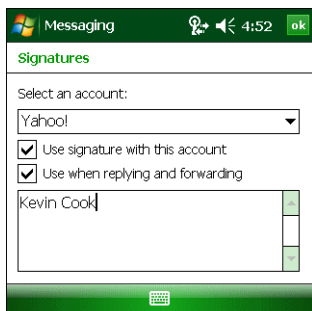 Messaging 4:52 ok
Signatures
Select an account:
Yahoo!
Use signature with this account
Use when replying and forwarding
Kevin Cook